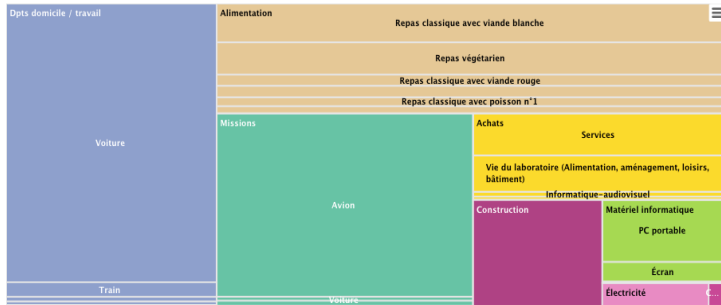 Dpts domicile / travail
Voiture
Train
Alimentation
Repas classique avec viande blanche
Repas végétarien
Repas classique avec viande rouge
Repas classique avec poisson n°1
Missions
Avion
Voiture
Achats
Services
Vie du laboratoire (Alimentation, aménagement, loisirs,
bâtiment)
Informatique-audiovisuel
Construction
Matériel informatique
PC portable
Écran
Électricité
C...